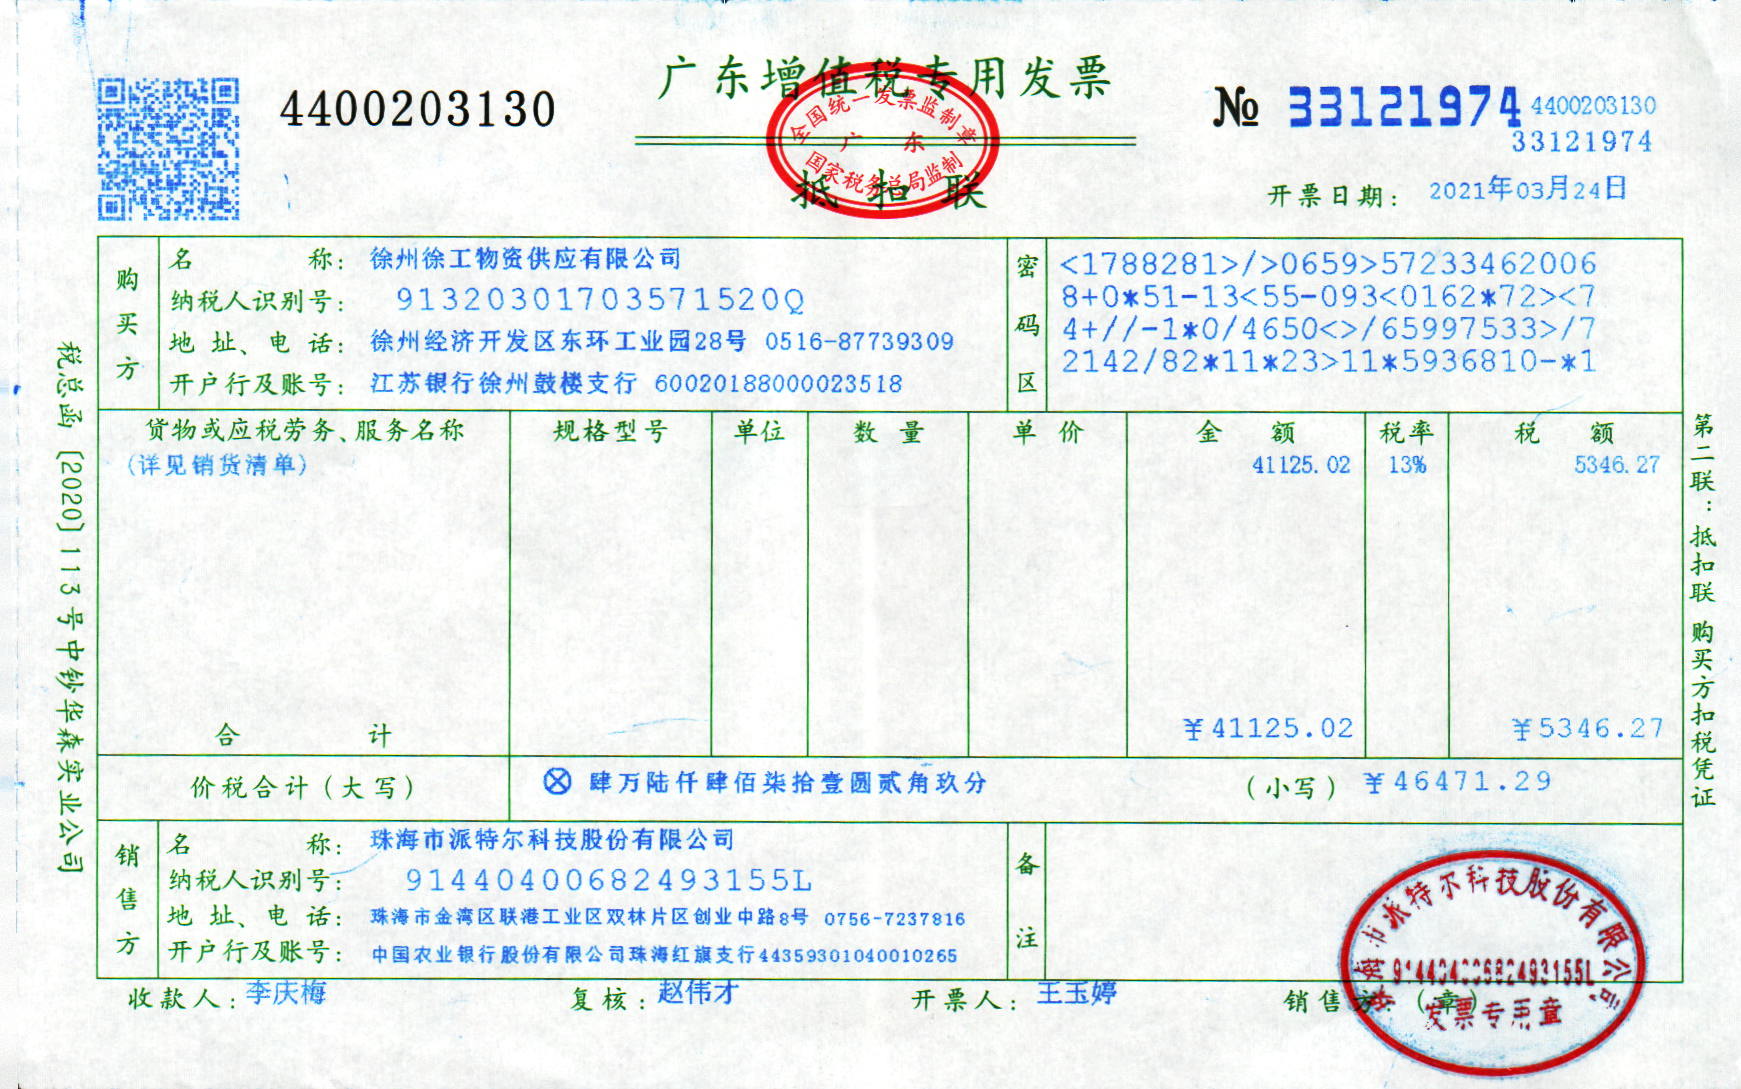 广东增值税专用发票
4400203130
№ 33121974
4400203130
33121974
全国统一发票监制章
广 东
国家税务总局监制
抵扣联
开票日期: 2021年03月24日
购买方
名 称: 徐州徐工物资供应有限公司
纳税人识别号: 91320301703571520Q
地 址、电 话: 徐州经济开发区东环工业园28号 0516-87739309
开户行及账号: 江苏银行徐州鼓楼支行 60020188000023518
密码区
<1788281>/>0659>57233462006
8+0*51-13<55-093<0162*72><7
4+//-1*0/4650<>/65997533>/7
2142/82*11*23>11*5936810-*1
货物或应税劳务、服务名称 规格型号 单位 数 量 单 价 金 额 税率 税 额
(详见销货清单) 41125.02 13% 5346.27
合 计 ¥41125.02 ¥5346.27
价税合计(大写) ⊗ 肆万陆仟肆佰柒拾壹圆贰角玖分 (小写) ¥46471.29
销售方
名 称: 珠海市派特尔科技股份有限公司
纳税人识别号: 91440400682493155L
地 址、电 话: 珠海市金湾区联港工业区双林片区创业中路8号 0756-7237816
开户行及账号: 中国农业银行股份有限公司珠海红旗支行44359301040010265
备注
收款人: 李庆梅 复核: 赵伟才 开票人: 王玉婷 销售方:(章)
珠海市派特尔科技股份有限公司
91440400682493155L
发票专用章
税总函〔2020〕113号中钞华森实业公司
第二联:抵扣联 购买方扣税凭证